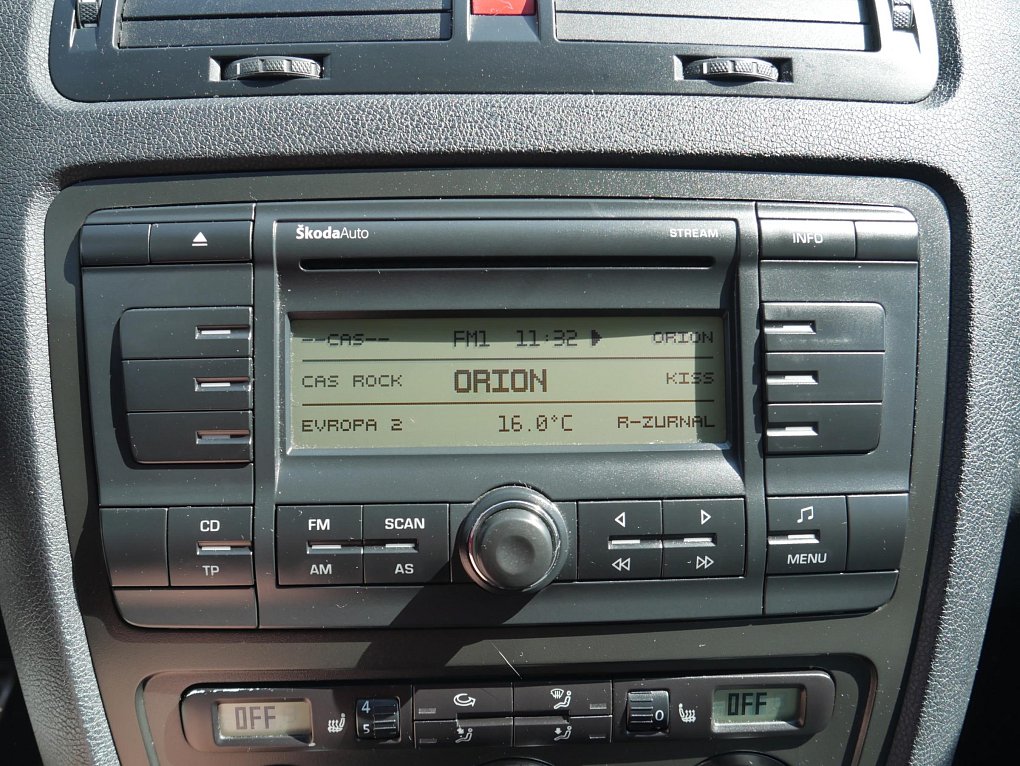 ŠkodaAuto STREAM INFO
--CAS-- FM1 11:32 ORION
CAS ROCK ORION KISS
EVROPA 2 16.0°C R-ZURNAL
CD FM SCAN
TP AM AS MENU
OFF 4 5 0 OFF